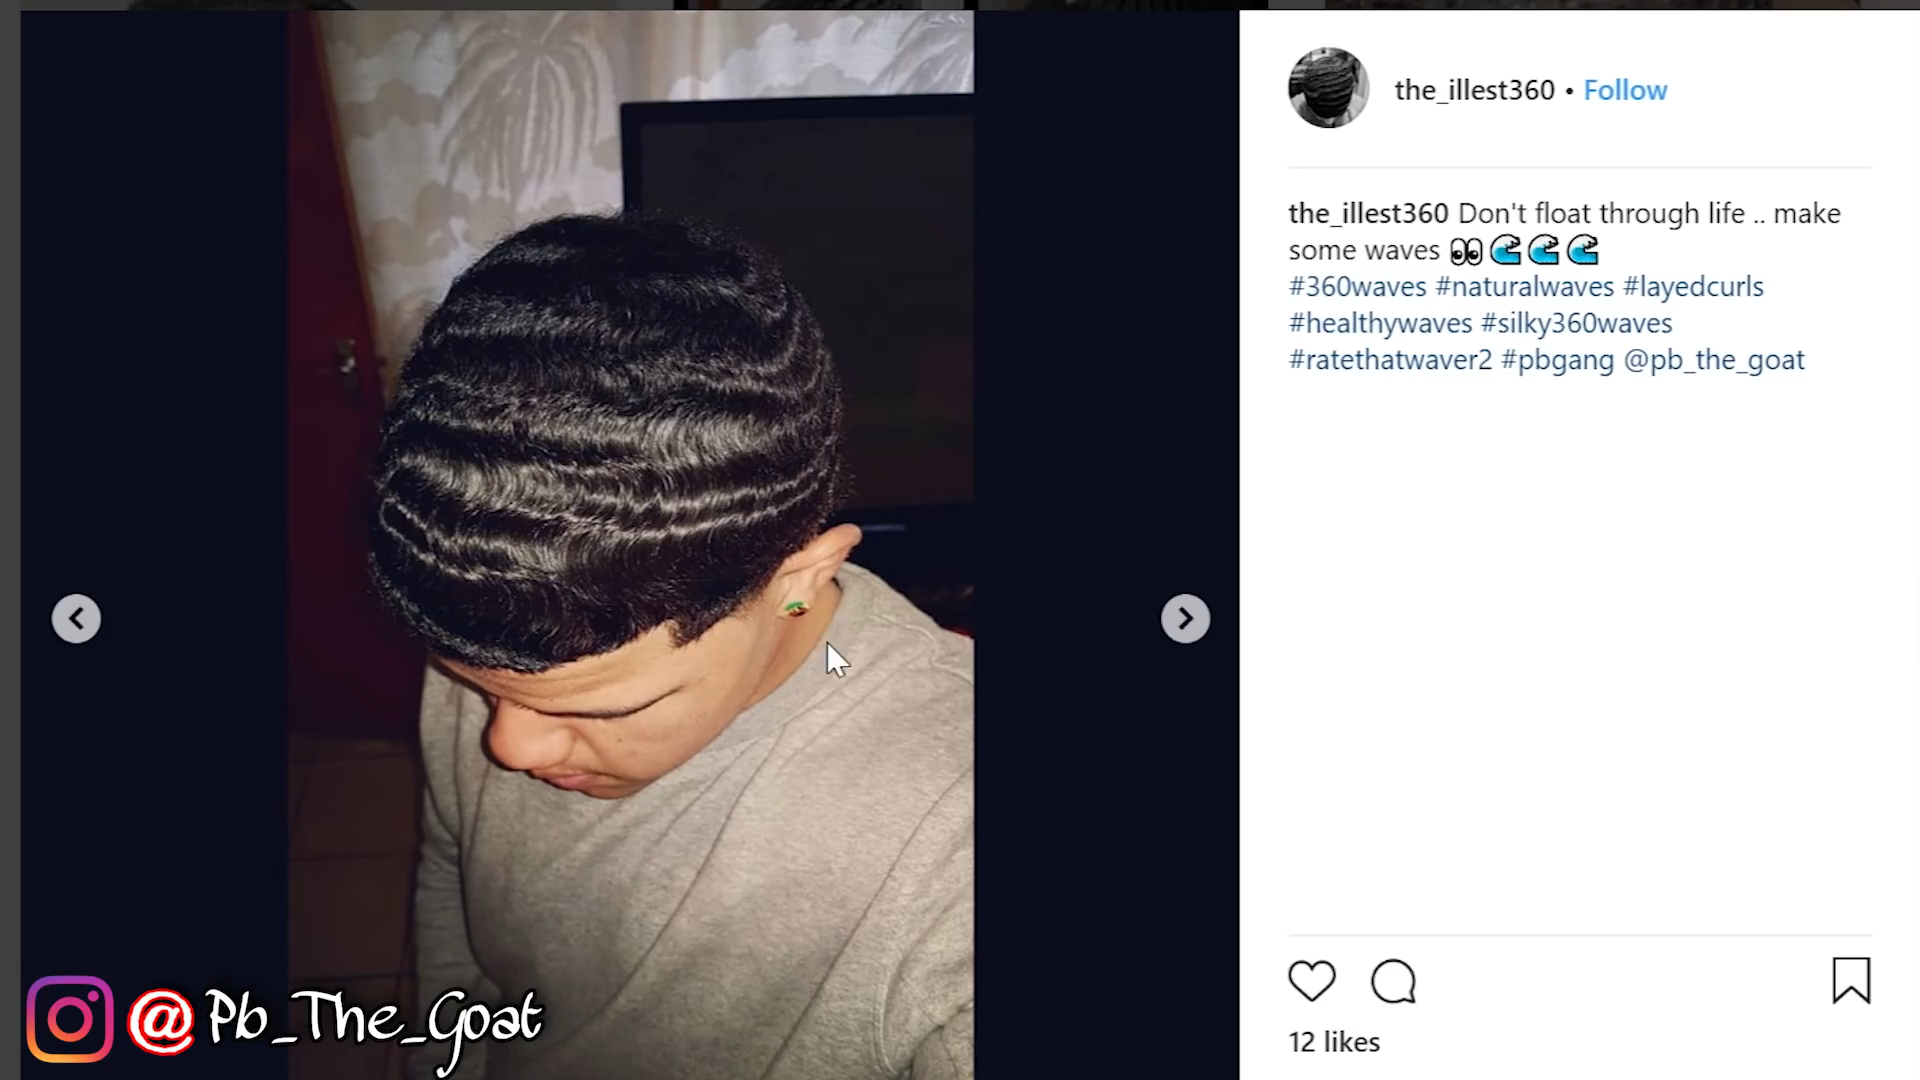 the_illest360 • Follow
the_illest360 Don't float through life .. make
some waves 👀🌊🌊🌊
#360waves #naturalwaves #layedcurls
#healthywaves #silky360waves
#ratethatwaver2 #pbgang @pb_the_goat
12 likes
@Pb_The_Goat